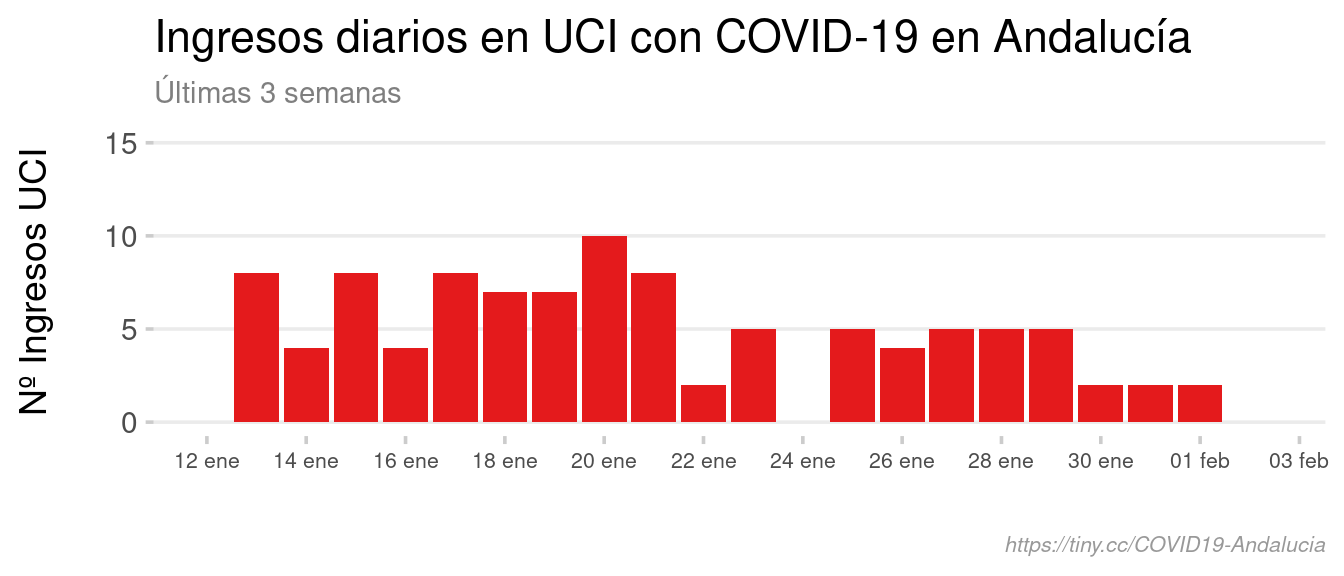 Ingresos diarios en UCI con COVID-19 en Andalucía
Últimas 3 semanas
Nº Ingresos UCI
15
10
5
0
12 ene 14 ene 16 ene 18 ene 20 ene 22 ene 24 ene 26 ene 28 ene 30 ene 01 feb 03 feb
https://tiny.cc/COVID19-Andalucia